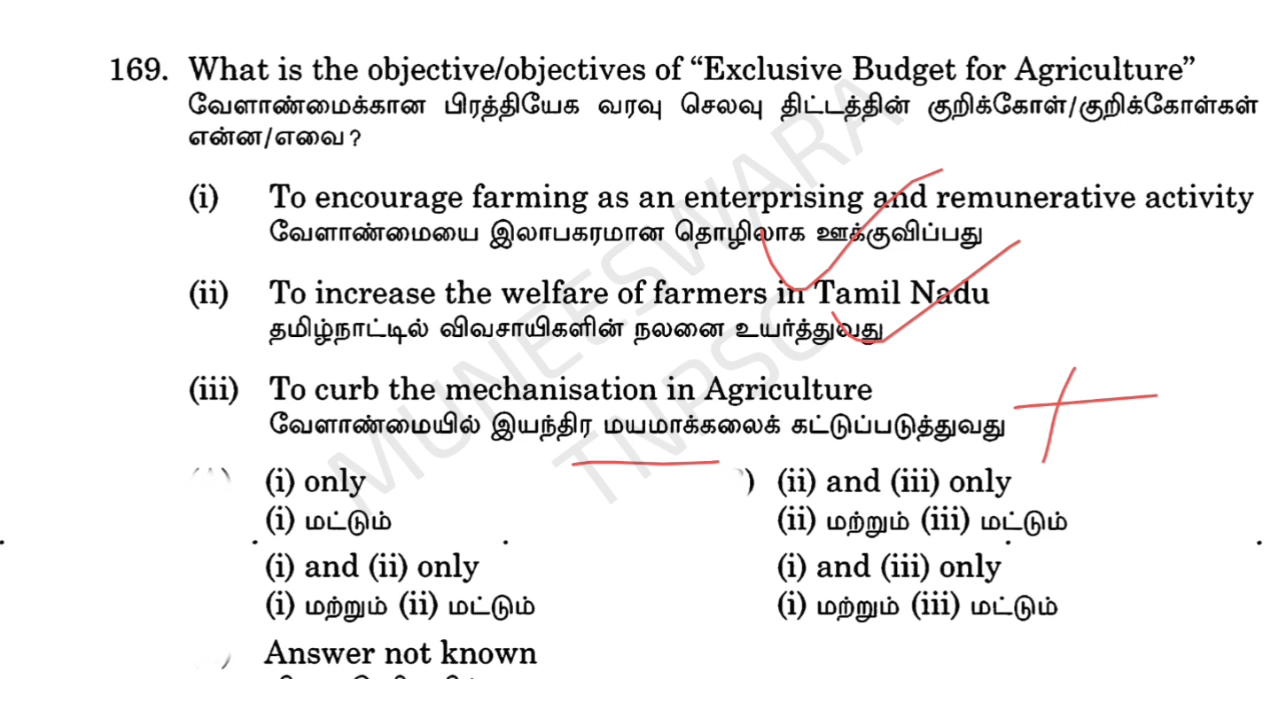 169. What is the objective/objectives of “Exclusive Budget for Agriculture”
வேளாண்மைக்கான பிரத்தியேக வரவு செலவு திட்டத்தின் குறிக்கோள்/குறிக்கோள்கள்
என்ன/எவை?
(i) To encourage farming as an enterprising and remunerative activity
வேளாண்மையை இலாபகரமான தொழிலாக ஊக்குவிப்பது
(ii) To increase the welfare of farmers in Tamil Nadu
தமிழ்நாட்டில் விவசாயிகளின் நலனை உயர்த்துவது
(iii) To curb the mechanisation in Agriculture
வேளாண்மையில் இயந்திர மயமாக்கலைக் கட்டுப்படுத்துவது
(i) only ) (ii) and (iii) only
(i) மட்டும் (ii) மற்றும் (iii) மட்டும்
(i) and (ii) only (i) and (iii) only
(i) மற்றும் (ii) மட்டும் (i) மற்றும் (iii) மட்டும்
) Answer not known
MUNEESWARA
TNPSC